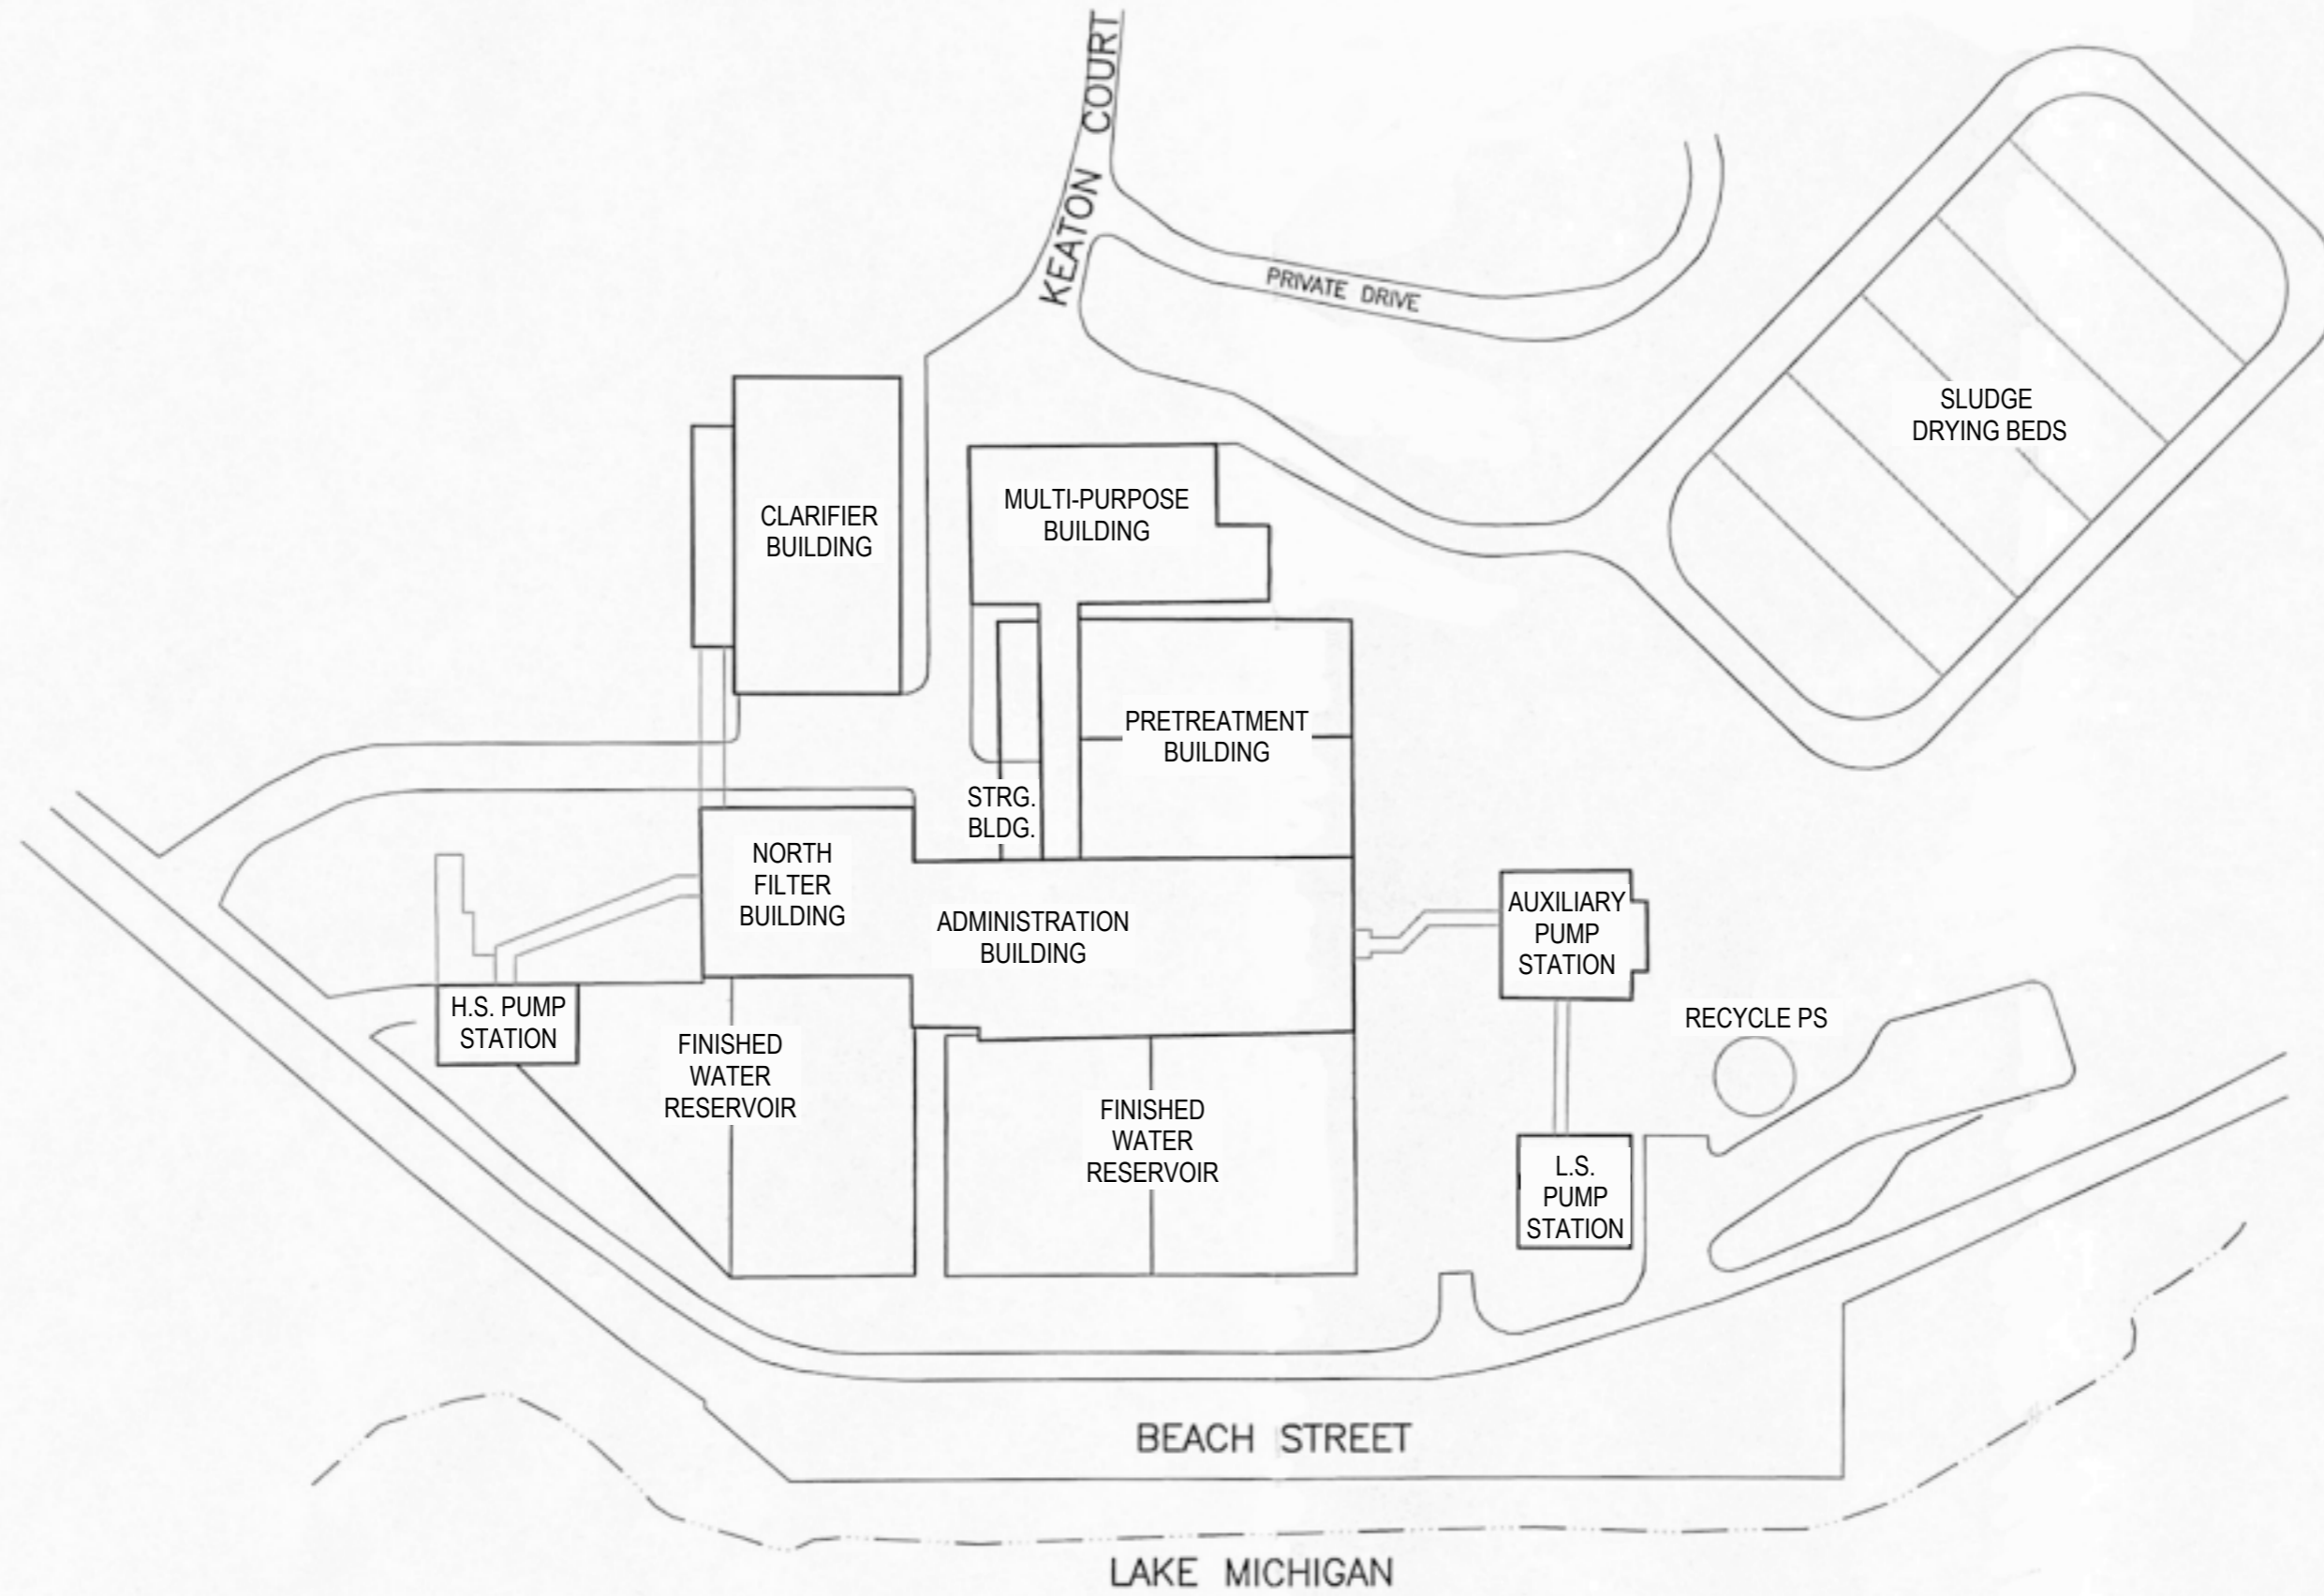 KEATON COURT
PRIVATE DRIVE
SLUDGE
DRYING BEDS
CLARIFIER
BUILDING
MULTI-PURPOSE
BUILDING
PRETREATMENT
BUILDING
STRG.
BLDG.
NORTH
FILTER
BUILDING
ADMINISTRATION
BUILDING
AUXILIARY
PUMP
STATION
H.S. PUMP
STATION
FINISHED
WATER
RESERVOIR
FINISHED
WATER
RESERVOIR
RECYCLE PS
L.S.
PUMP
STATION
BEACH STREET
LAKE MICHIGAN